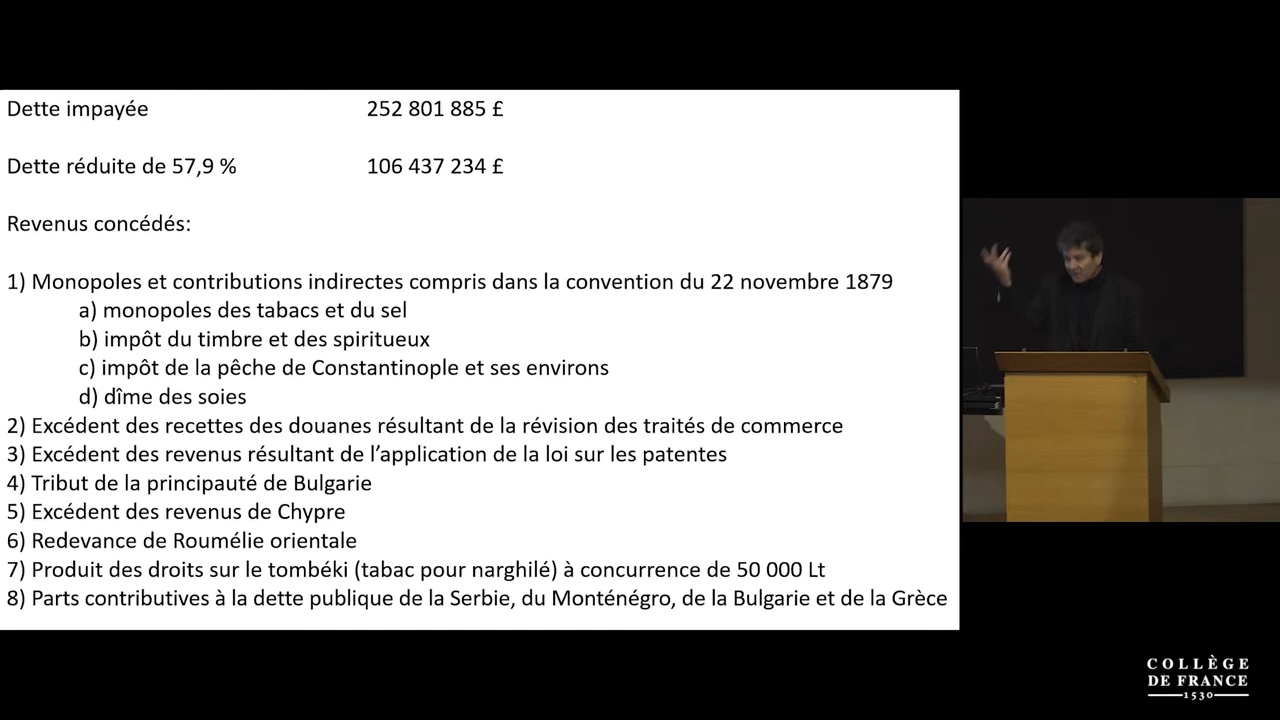 Dette impayée 252 801 885 £
Dette réduite de 57,9 % 106 437 234 £
Revenus concédés:
1) Monopoles et contributions indirectes compris dans la convention du 22 novembre 1879
a) monopoles des tabacs et du sel
b) impôt du timbre et des spiritueux
c) impôt de la pêche de Constantinople et ses environs
d) dîme des soies
2) Excédent des recettes des douanes résultant de la révision des traités de commerce
3) Excédent des revenus résultant de l’application de la loi sur les patentes
4) Tribut de la principauté de Bulgarie
5) Excédent des revenus de Chypre
6) Redevance de Roumélie orientale
7) Produit des droits sur le tombéki (tabac pour narghilé) à concurrence de 50 000 Lt
8) Parts contributives à la dette publique de la Serbie, du Monténégro, de la Bulgarie et de la Grèce
COLLÈGE
DE FRANCE
1530